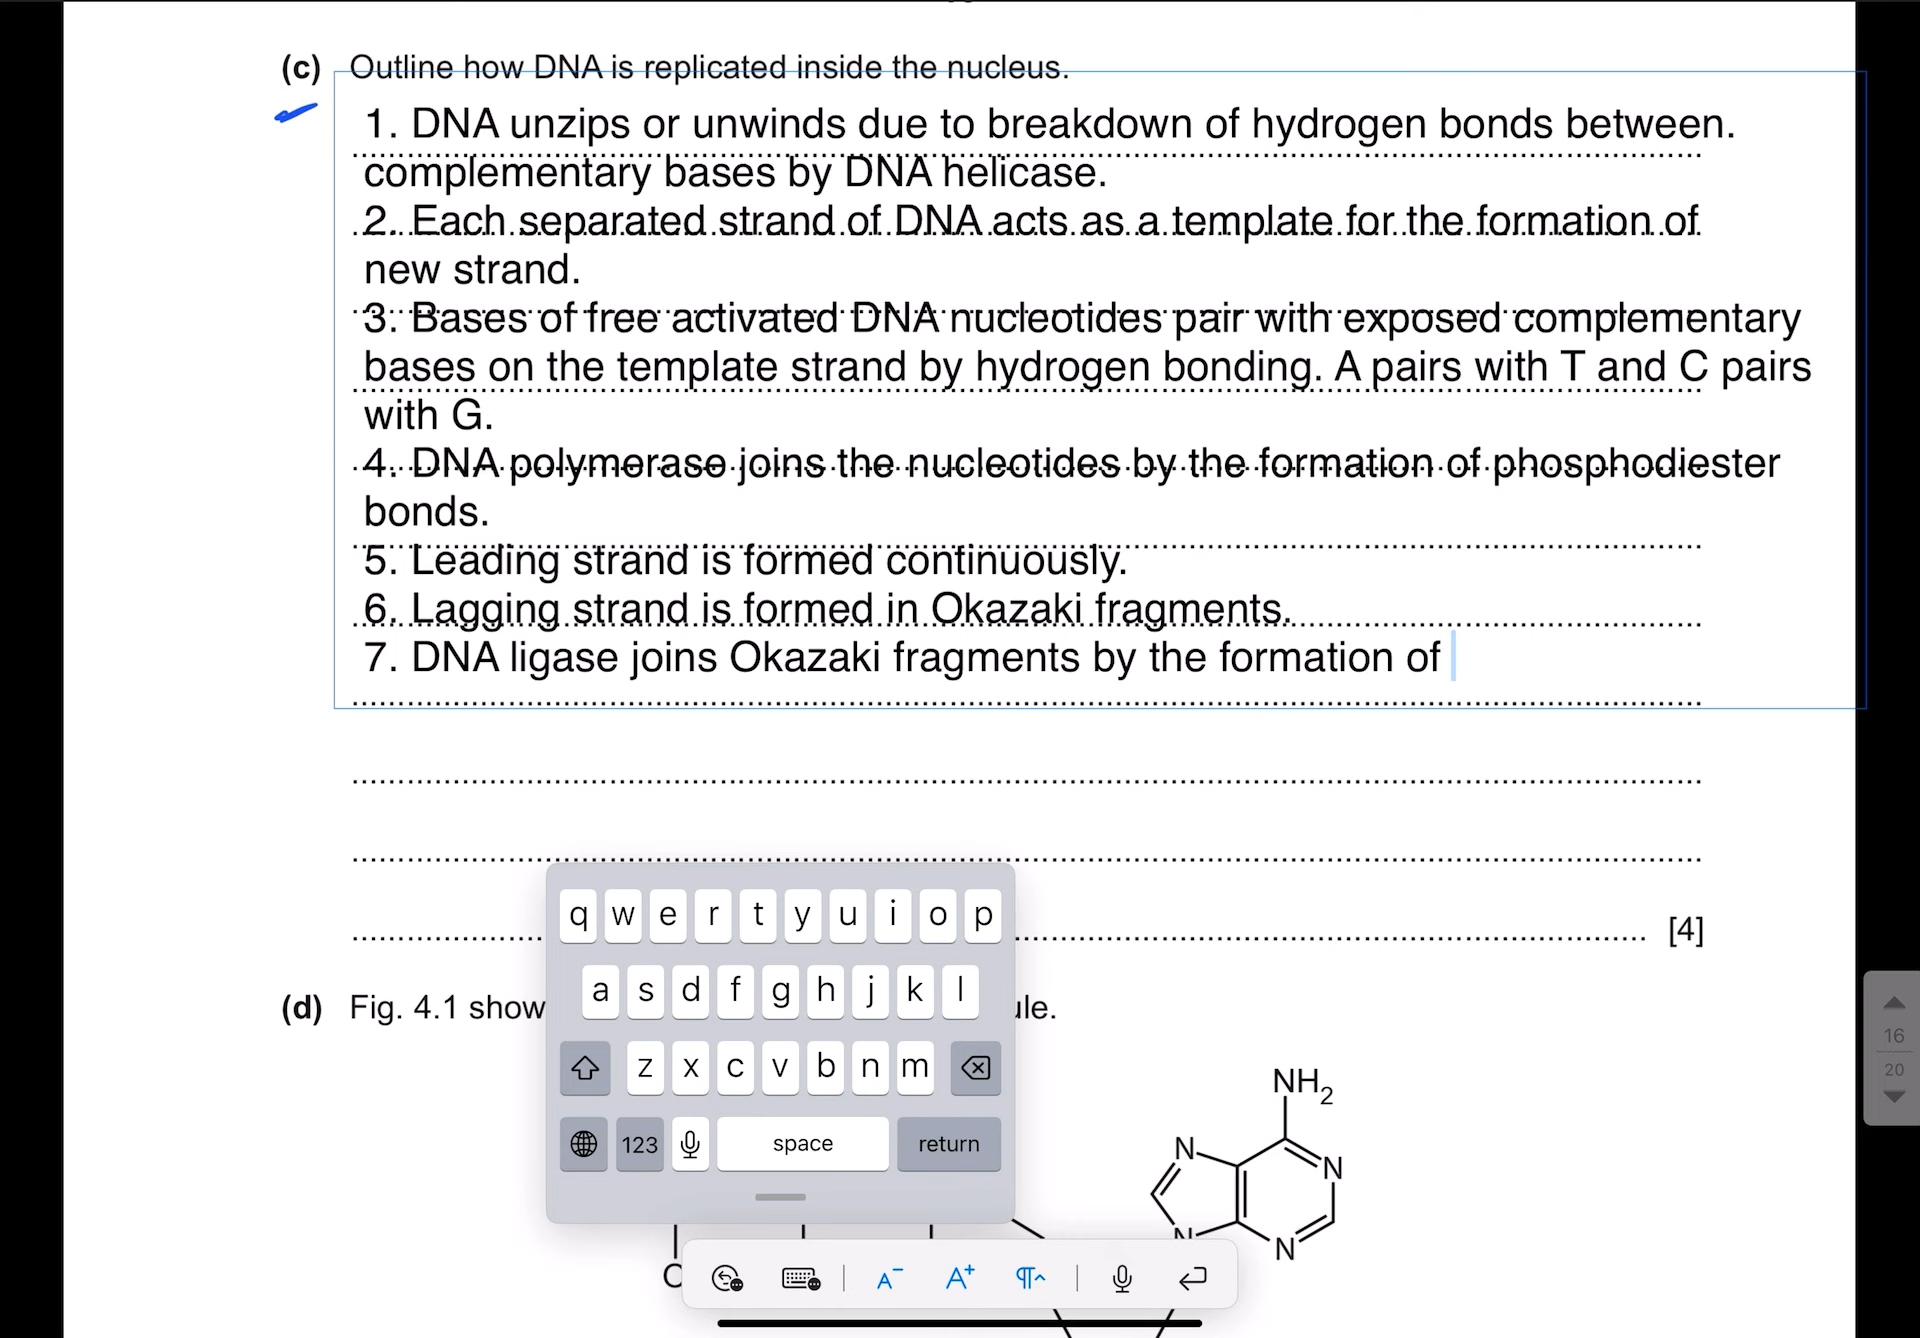 (c) Outline how DNA is replicated inside the nucleus.
1. DNA unzips or unwinds due to breakdown of hydrogen bonds between.
complementary bases by DNA helicase.
2. Each separated strand of DNA acts as a template for the formation of
new strand.
3. Bases of free activated DNA nucleotides pair with exposed complementary
bases on the template strand by hydrogen bonding. A pairs with T and C pairs
with G.
4. DNA polymerase joins the nucleotides by the formation of phosphodiester
bonds.
5. Leading strand is formed continuously.
6. Lagging strand is formed in Okazaki fragments.
7. DNA ligase joins Okazaki fragments by the formation of
[4]
(d) Fig. 4.1 show
q w e r t y u i o p
a s d f g h j k l
z x c v b n m
123 space return
NH2
N N
N N
A- A+
16
20